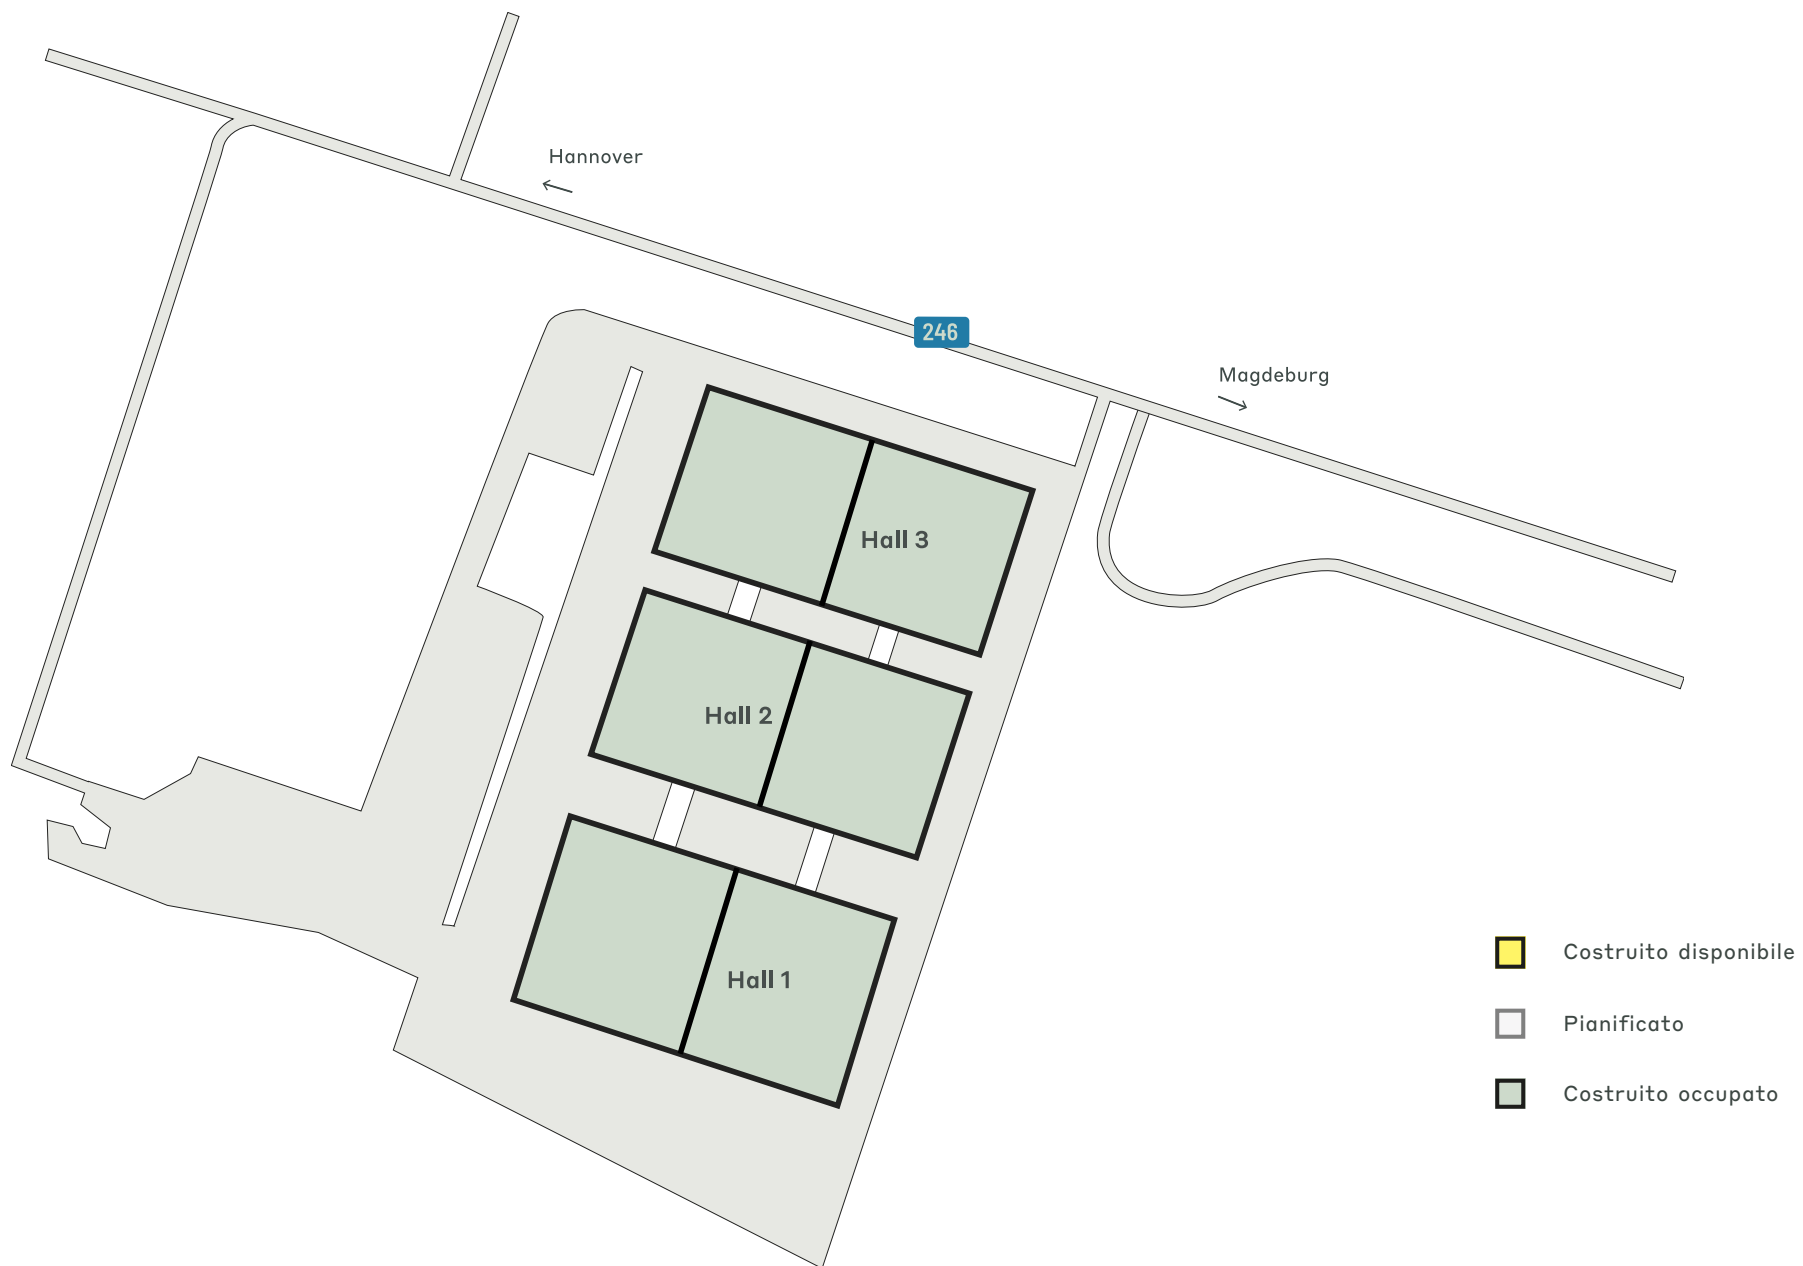 Hannover
246
Magdeburg
Hall 3
Hall 2
Hall 1
Costruito disponibile
Pianificato
Costruito occupato